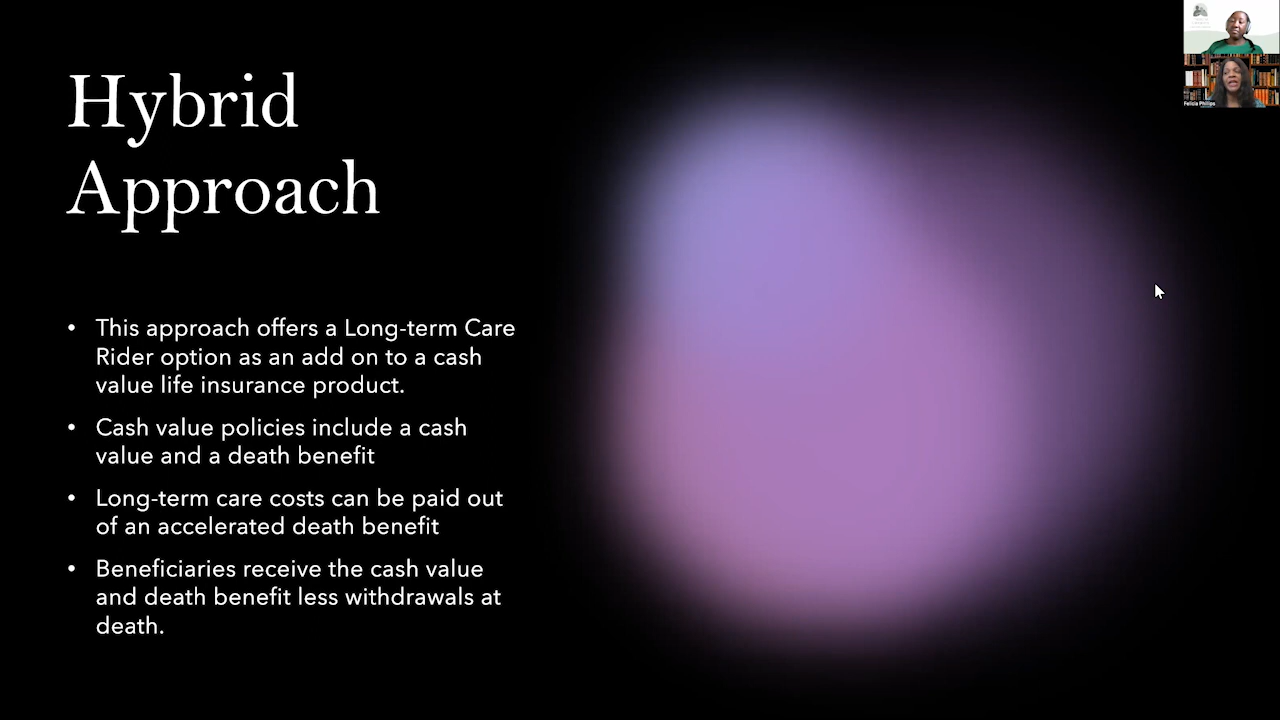 Hybrid
Approach
• This approach offers a Long-term Care
Rider option as an add on to a cash
value life insurance product.
• Cash value policies include a cash
value and a death benefit
• Long-term care costs can be paid out
of an accelerated death benefit
• Beneficiaries receive the cash value
and death benefit less withdrawals at
death.
Felicia Phillips